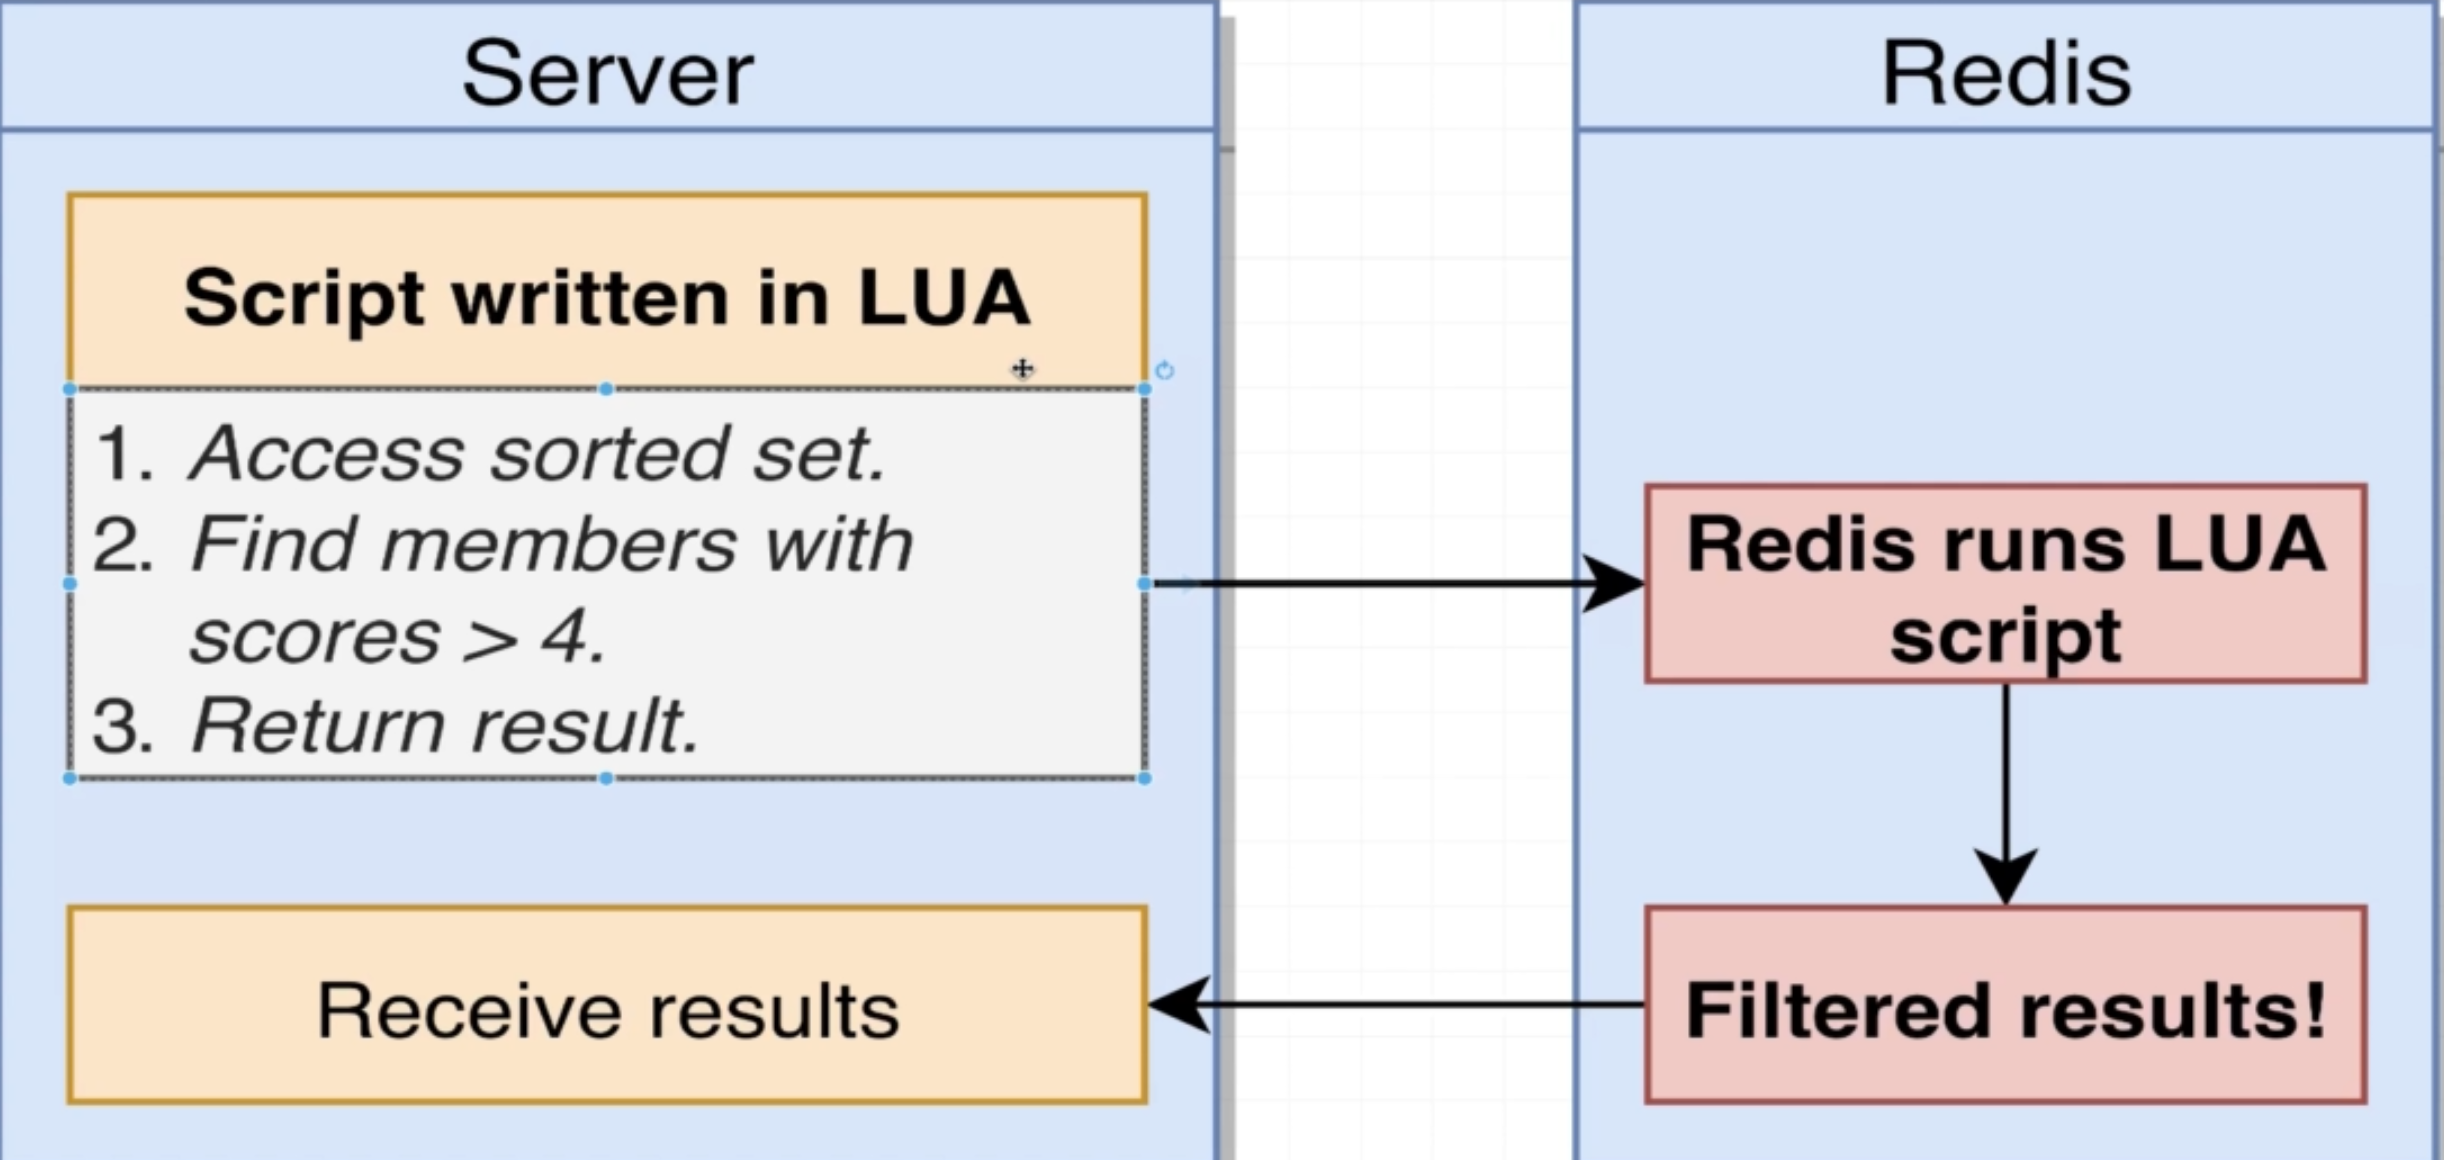 Server
Script written in LUA
1. Access sorted set.
2. Find members with
scores > 4.
3. Return result.
Receive results
Redis
Redis runs LUA
script
Filtered results!